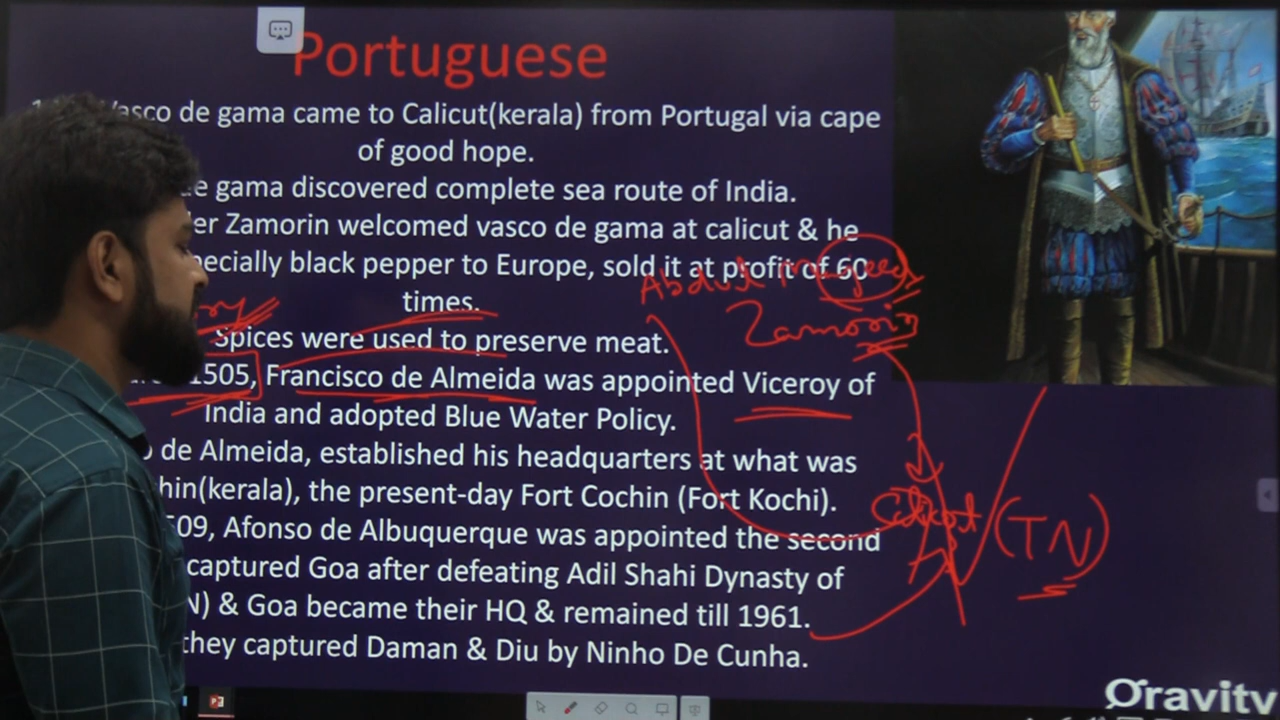 Portuguese
Vasco de gama came to Calicut(kerala) from Portugal via cape
of good hope.
de gama discovered complete sea route of India.
Zamorin welcomed vasco de gama at calicut & he
black pepper to Europe, sold it at profit of 60
times.
Abdul
Zamorin
Spices were used to preserve meat.
1505, Francisco de Almeida was appointed Viceroy of
India and adopted Blue Water Policy.
de Almeida, established his headquarters at what was
(kerala), the present-day Fort Cochin (Fort Kochi).
Calicut
(TN)
09, Afonso de Albuquerque was appointed the second
captured Goa after defeating Adil Shahi Dynasty of
N) & Goa became their HQ & remained till 1961.
they captured Daman & Diu by Ninho De Cunha.
Gravity